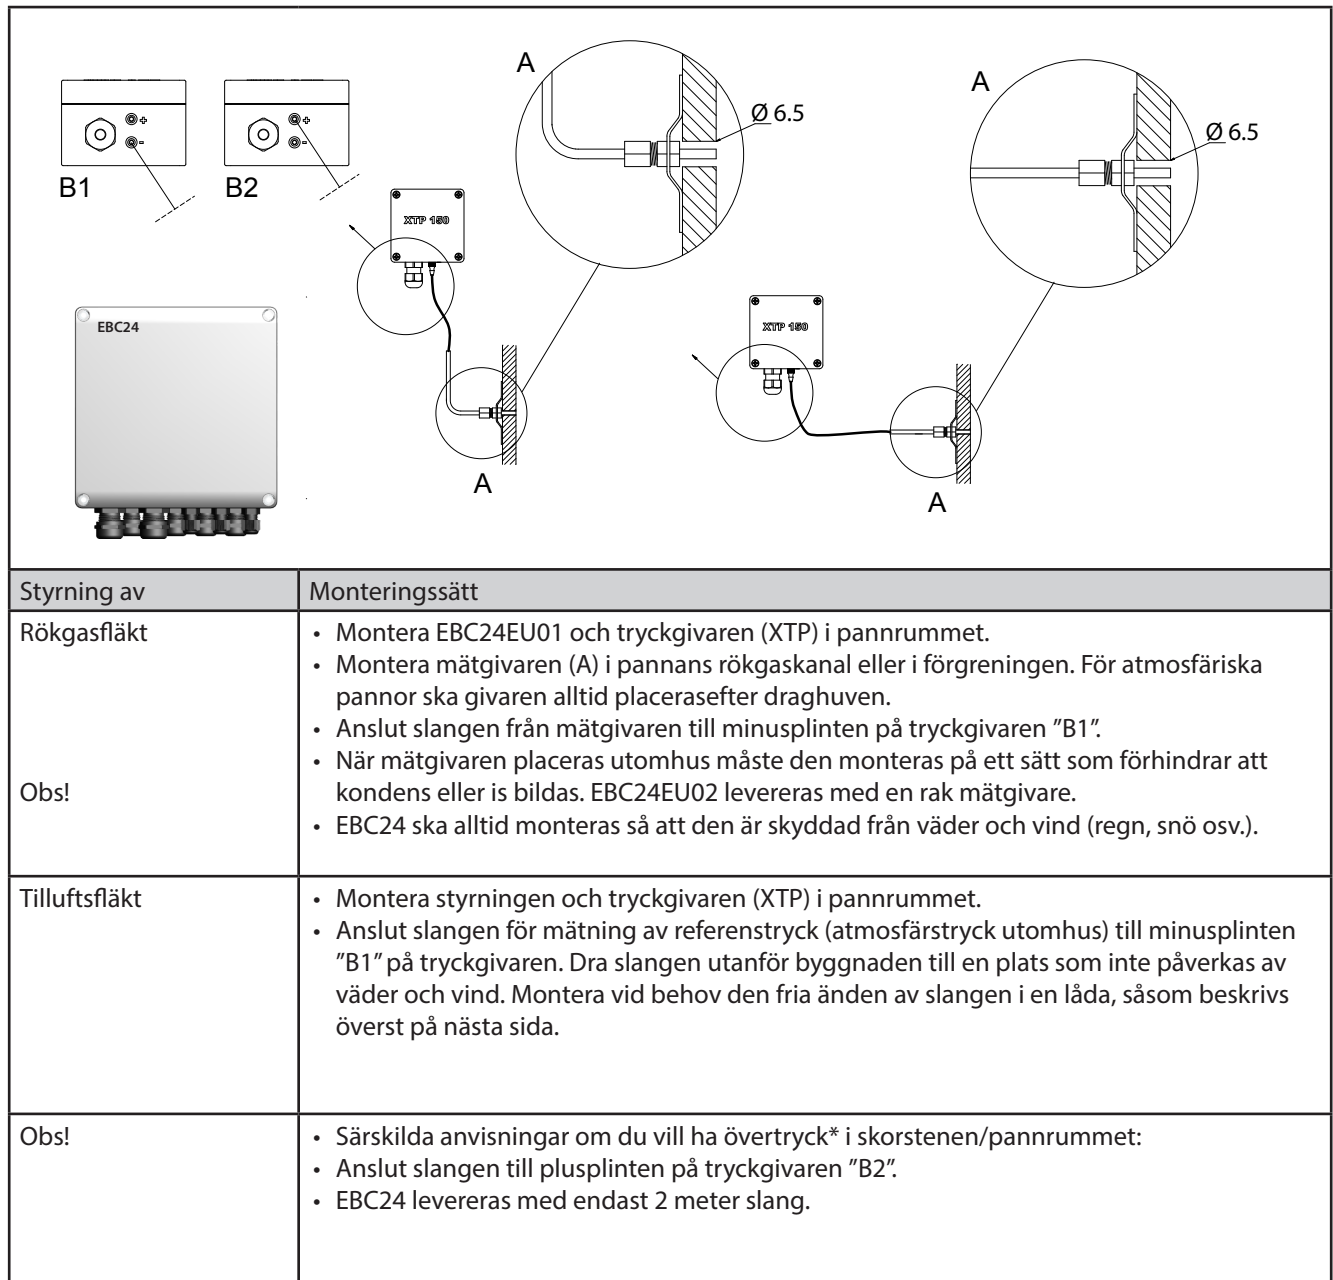 A
A
Ø 6.5
Ø 6.5
+
-
+
-
B1
B2
XTP 150
EBC24
XTP 150
A
A
Styrning av
Monteringssätt
Rökgasfläkt
• Montera EBC24EU01 och tryckgivaren (XTP) i pannrummet.
• Montera mätgivaren (A) i pannans rökgaskanal eller i förgreningen. För atmosfäriska
pannor ska givaren alltid placerasefter draghuven.
• Anslut slangen från mätgivaren till minusplinten på tryckgivaren ”B1”.
• När mätgivaren placeras utomhus måste den monteras på ett sätt som förhindrar att
Obs!
kondens eller is bildas. EBC24EU02 levereras med en rak mätgivare.
• EBC24 ska alltid monteras så att den är skyddad från väder och vind (regn, snö osv.).
Tilluftsfläkt
• Montera styrningen och tryckgivaren (XTP) i pannrummet.
• Anslut slangen för mätning av referenstryck (atmosfärstryck utomhus) till minusplinten
”B1” på tryckgivaren. Dra slangen utanför byggnaden till en plats som inte påverkas av
väder och vind. Montera vid behov den fria änden av slangen i en låda, såsom beskrivs
överst på nästa sida.
Obs!
• Särskilda anvisningar om du vill ha övertryck* i skorstenen/pannrummet:
• Anslut slangen till plusplinten på tryckgivaren ”B2”.
• EBC24 levereras med endast 2 meter slang.